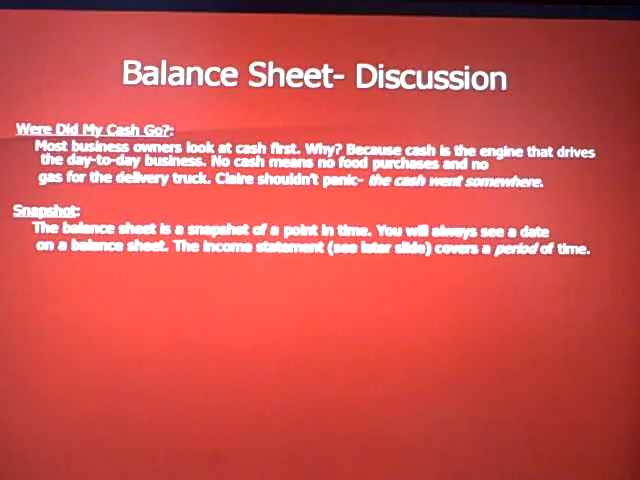 Balance Sheet- Discussion
Were Did My Cash Go?:
Most business owners look at cash first. Why? Because cash is the engine that drives
the day-to-day business. No cash means no food purchases and no
gas for the delivery truck. Claire shouldn't panic- the cash went somewhere.
Snapshot:
The balance sheet is a snapshot of a point in time. You will always see a date
on a balance sheet. The income statement (see later slide) covers a period of time.